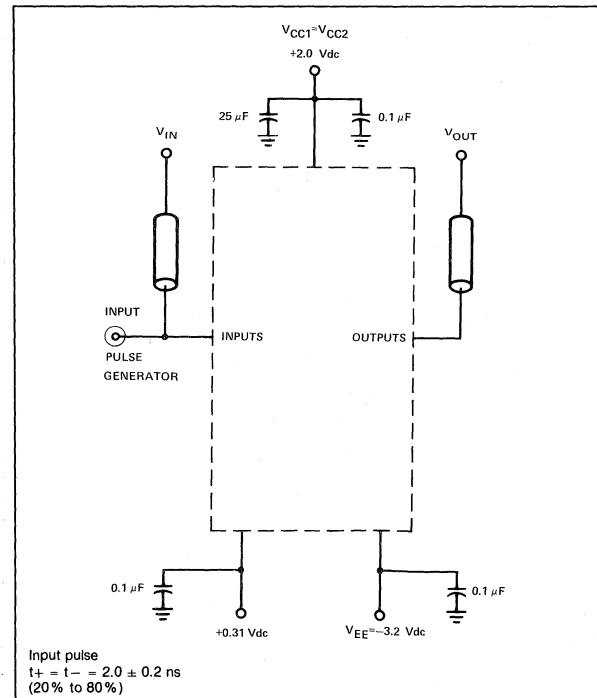 VCC1=VCC2
+2.0 Vdc
25 μF
0.1 μF
VIN
VOUT
INPUT
PULSE
GENERATOR
INPUTS
OUTPUTS
0.1 μF
0.1 μF
+0.31 Vdc
VEE=-3.2 Vdc
Input pulse
t+ = t- = 2.0 ± 0.2 ns
(20% to 80%)